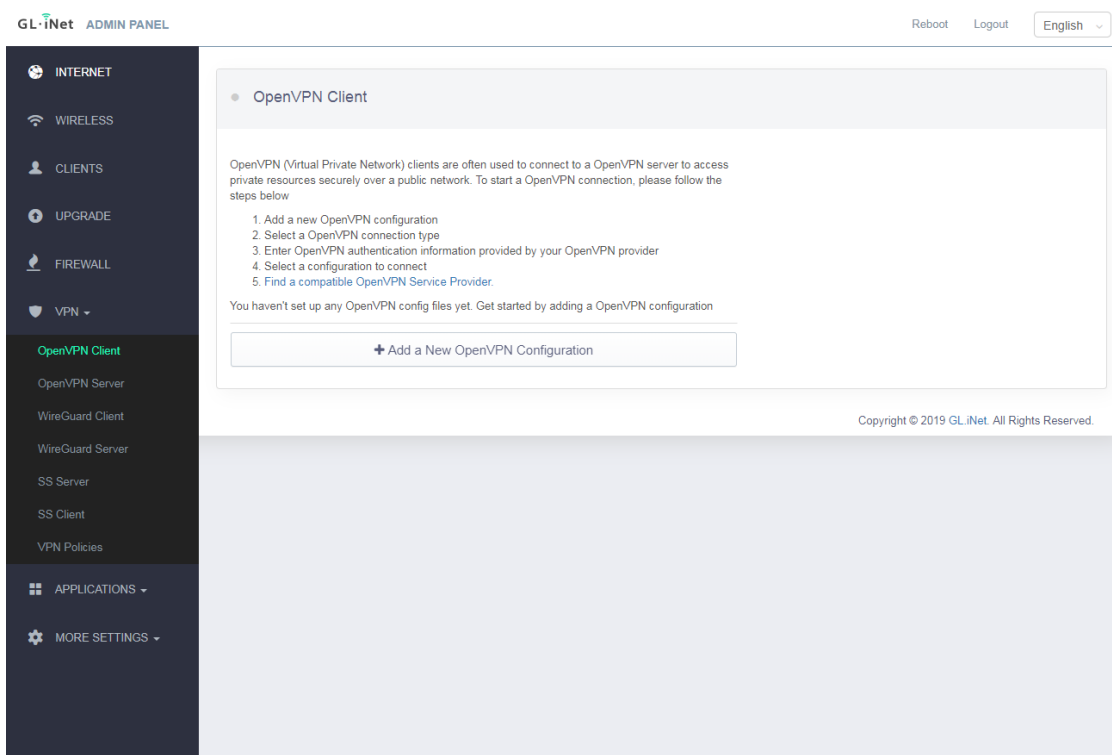 GL·iNet ADMIN PANEL
Reboot Logout English
INTERNET
WIRELESS
CLIENTS
UPGRADE
FIREWALL
VPN
OpenVPN Client
OpenVPN Server
WireGuard Client
WireGuard Server
SS Server
SS Client
VPN Policies
APPLICATIONS
MORE SETTINGS
OpenVPN Client
OpenVPN (Virtual Private Network) clients are often used to connect to a OpenVPN server to access
private resources securely over a public network. To start a OpenVPN connection, please follow the
steps below
1. Add a new OpenVPN configuration
2. Select a OpenVPN connection type
3. Enter OpenVPN authentication information provided by your OpenVPN provider
4. Select a configuration to connect
5. Find a compatible OpenVPN Service Provider.
You haven't set up any OpenVPN config files yet. Get started by adding a OpenVPN configuration
+ Add a New OpenVPN Configuration
Copyright © 2019 GL.iNet. All Rights Reserved.